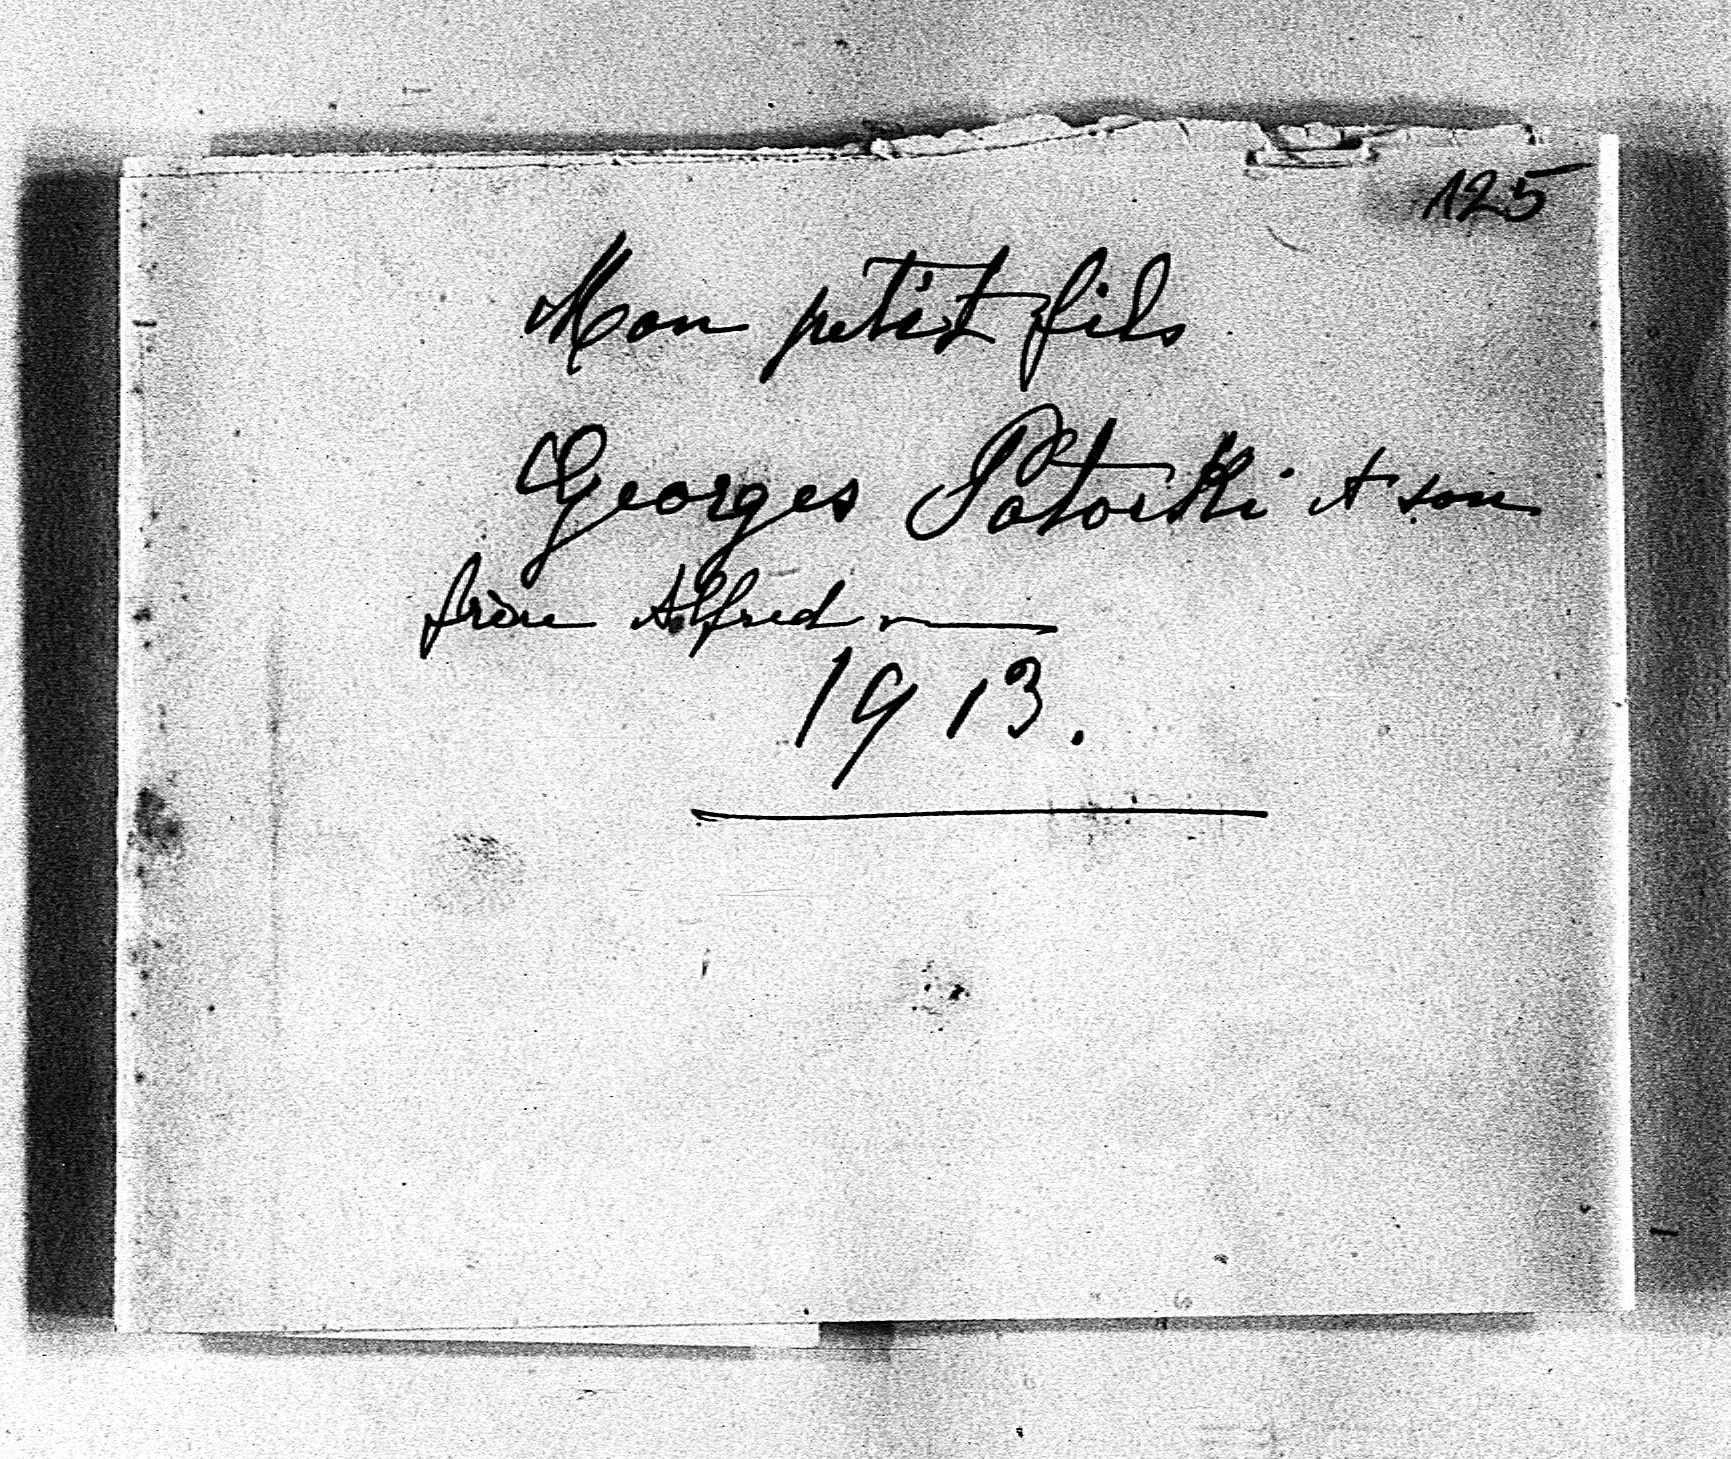 125
Mon petit fils
Georges Potocki et son
frère Alfred
1913.